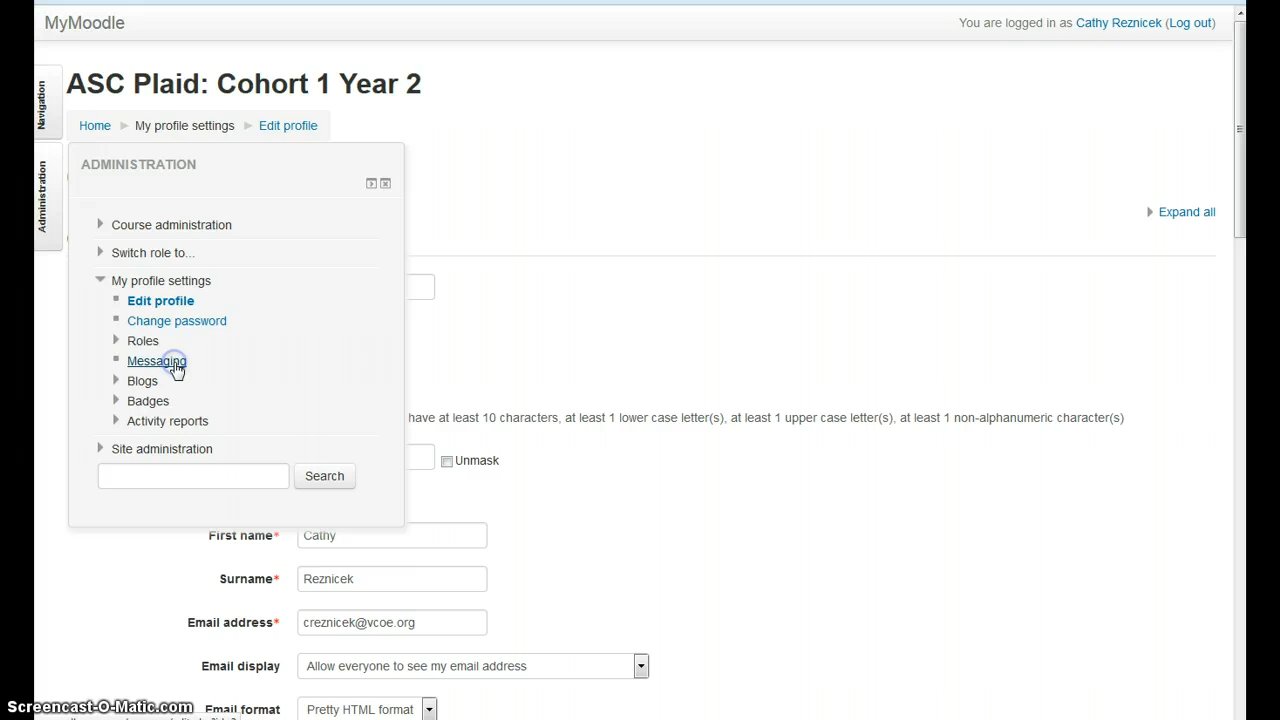 MyMoodle
You are logged in as Cathy Reznicek (Log out)
ASC Plaid: Cohort 1 Year 2
Navigation
Home My profile settings Edit profile
Administration
ADMINISTRATION
Expand all
Course administration
Switch role to...
My profile settings
Edit profile
Change password
Roles
Messaging
Blogs
Badges
Activity reports
have at least 10 characters, at least 1 lower case letter(s), at least 1 upper case letter(s), at least 1 non-alphanumeric character(s)
Site administration
Unmask
Search
First name* Cathy
Surname* Reznicek
Email address* creznicek@vcoe.org
Email display Allow everyone to see my email address
Email format Pretty HTML format
Screencast-O-Matic.com